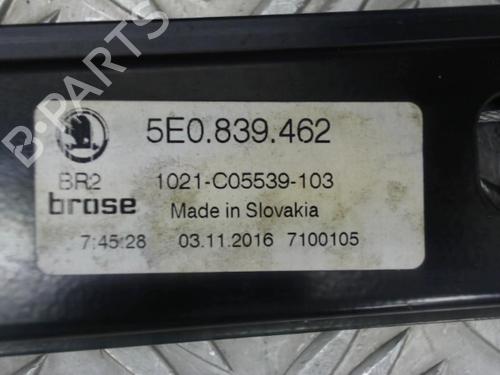 B-PARTS
5E0.839.462
BR2
1021-C05539-103
brose
Made in Slovakia
7:45:28 03.11.2016 7100105